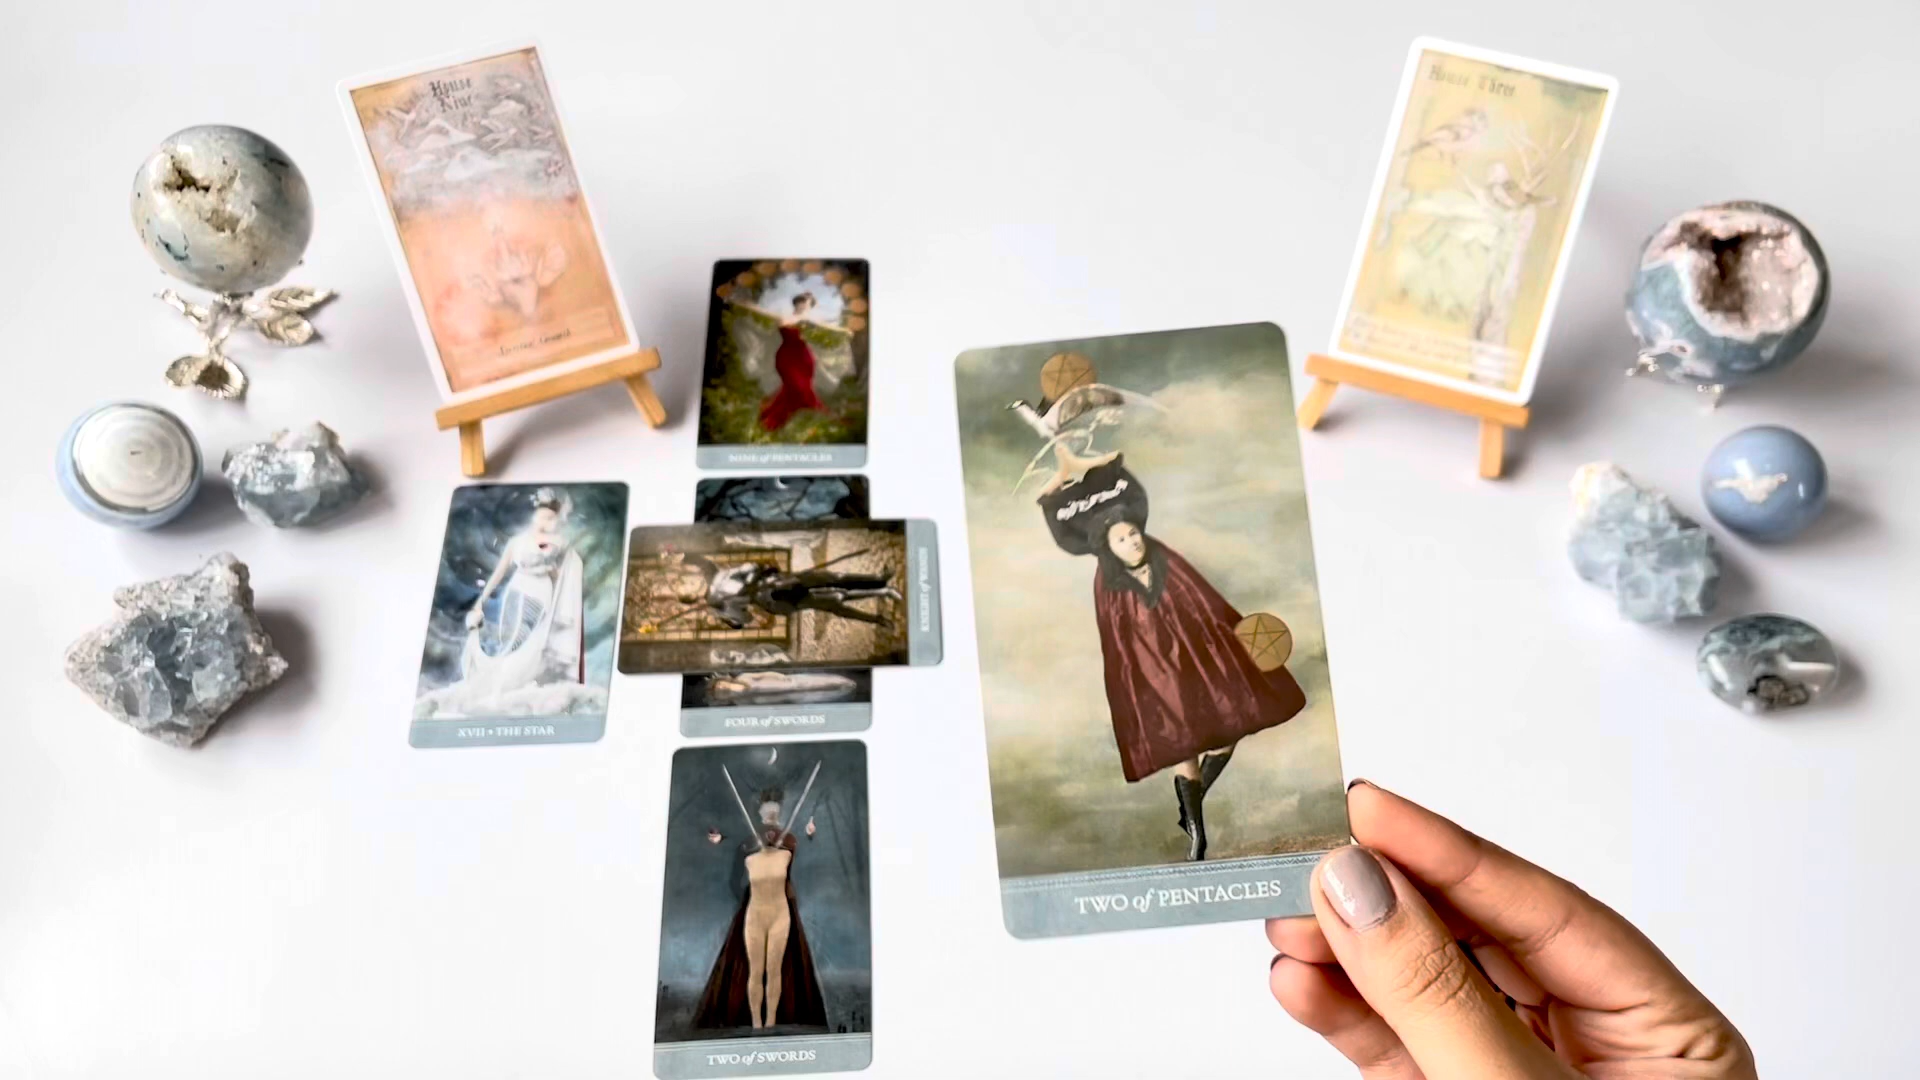 House
Nine
House Three
NINE of PENTACLES
KNIGHT of SWORDS
XVII • THE STAR
FOUR of SWORDS
TWO of PENTACLES
TWO of SWORDS